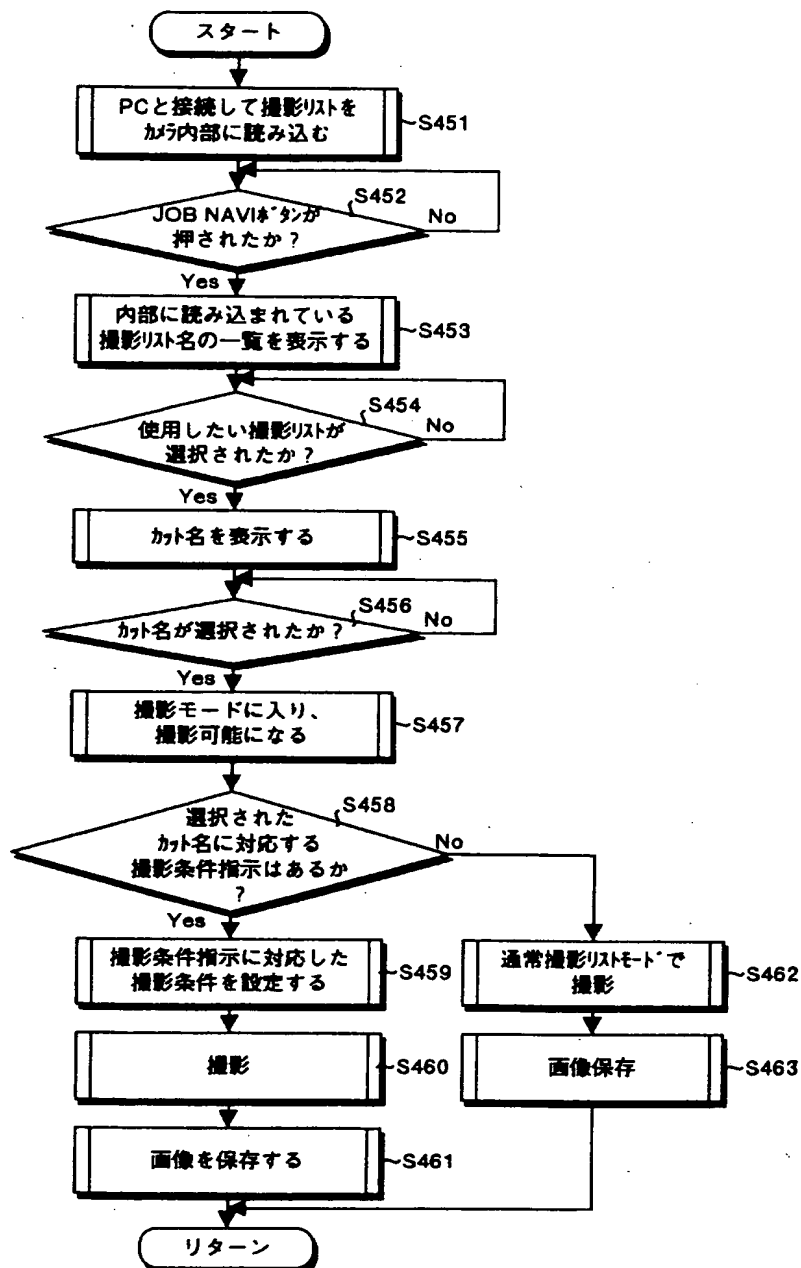 スタート
PCと接続して撮影リストを
ｶﾒﾗ内部に読み込む
S451
S452
JOB NAVIﾎﾞﾀﾝが
押されたか？
No
Yes
内部に読み込まれている
撮影ﾘｽﾄ名の一覧を表示する
S453
S454
使用したい撮影ﾘｽﾄが
選択されたか？
No
Yes
ｶｯﾄ名を表示する
S455
S456
ｶｯﾄ名が選択されたか？
No
Yes
撮影モードに入り、
撮影可能になる
S457
S458
選択された
ｶｯﾄ名に対応する
撮影条件指示はあるか
？
No
Yes
撮影条件指示に対応した
撮影条件を設定する
S459
通常撮影ﾘｽﾄﾓｰﾄﾞで
撮影
S462
撮影
S460
画像保存
S463
画像を保存する
S461
リターン